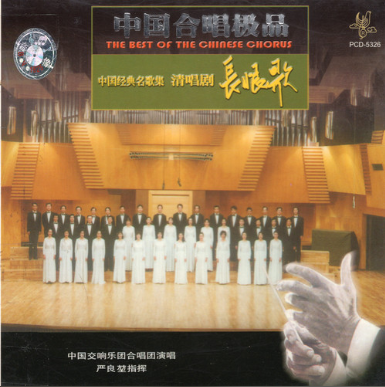 中国合唱极品
THE BEST OF THE CHINESE CHORUS
PCD-5326
中国经典名歌集 清唱剧 長恨歌
中国交响乐团合唱团演唱
严良堃指挥